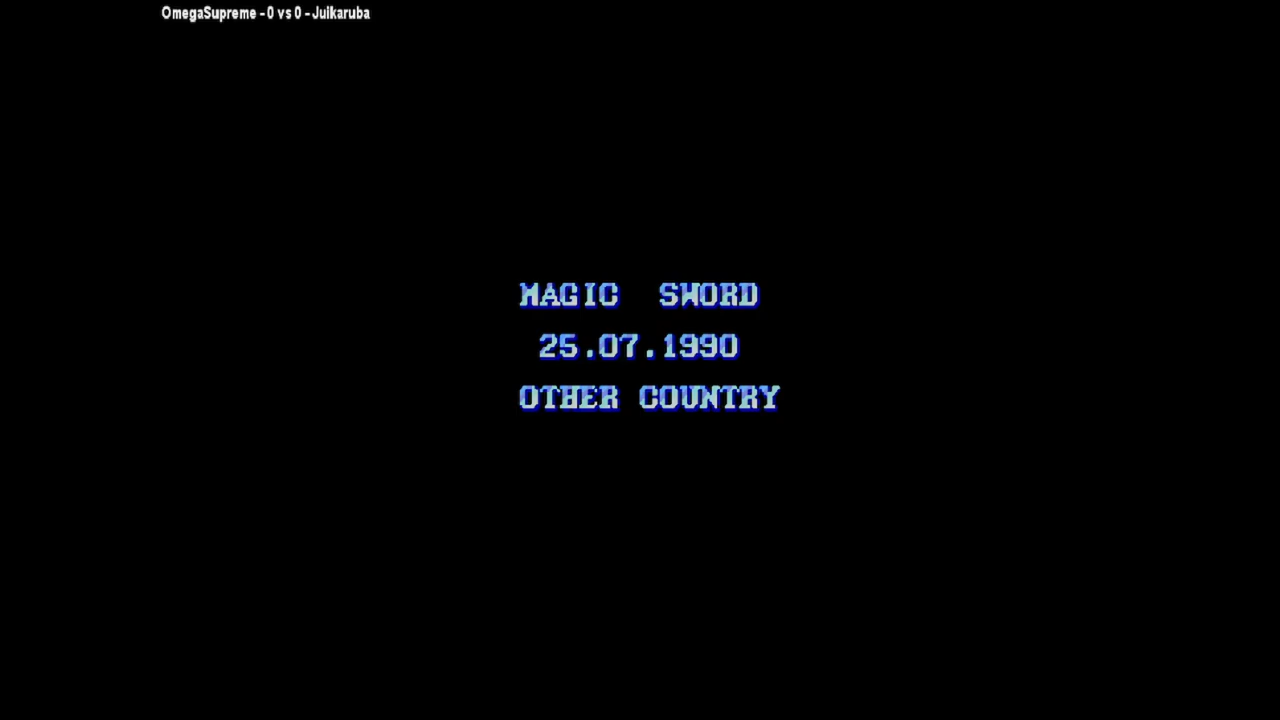 OmegaSupreme - 0 vs 0 - Juikaruba
MAGIC SWORD
25.07.1990
OTHER COUNTRY